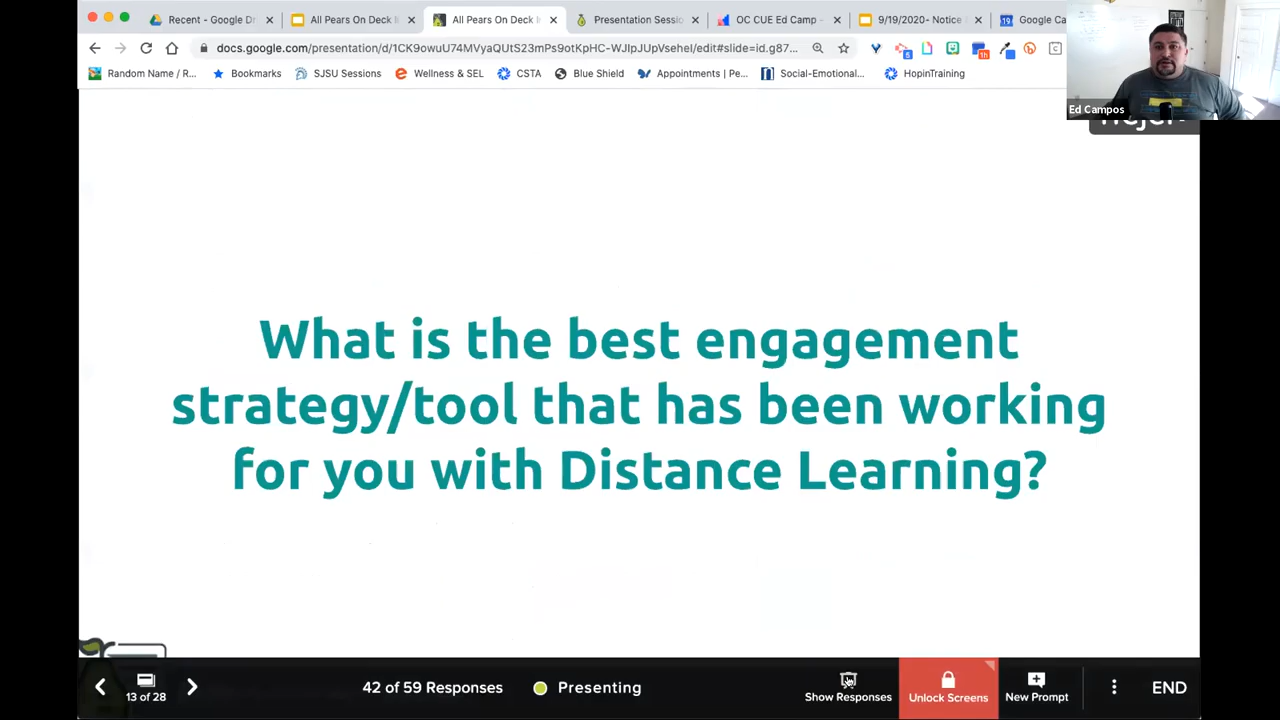 Recent - Google Dr
All Pears On Deck I
All Pears On Deck I
Presentation Sessio
OC CUE Ed Camp -
9/19/2020- Notice
Google Ca
docs.google.com/presentation/d/1CK9owuU74MVyaQUtS23mPs9otKpHC-WJIpJUpVsehel/edit#slide=id.g87...
Random Name / R...
Bookmarks
SJSU Sessions
Wellness & SEL
CSTA
Blue Shield
Appointments | Pe...
Social-Emotional...
HopinTraining
Ed Campos
What is the best engagement
strategy/tool that has been working
for you with Distance Learning?
13 of 28
42 of 59 Responses
Presenting
Show Responses
Unlock Screens
New Prompt
END